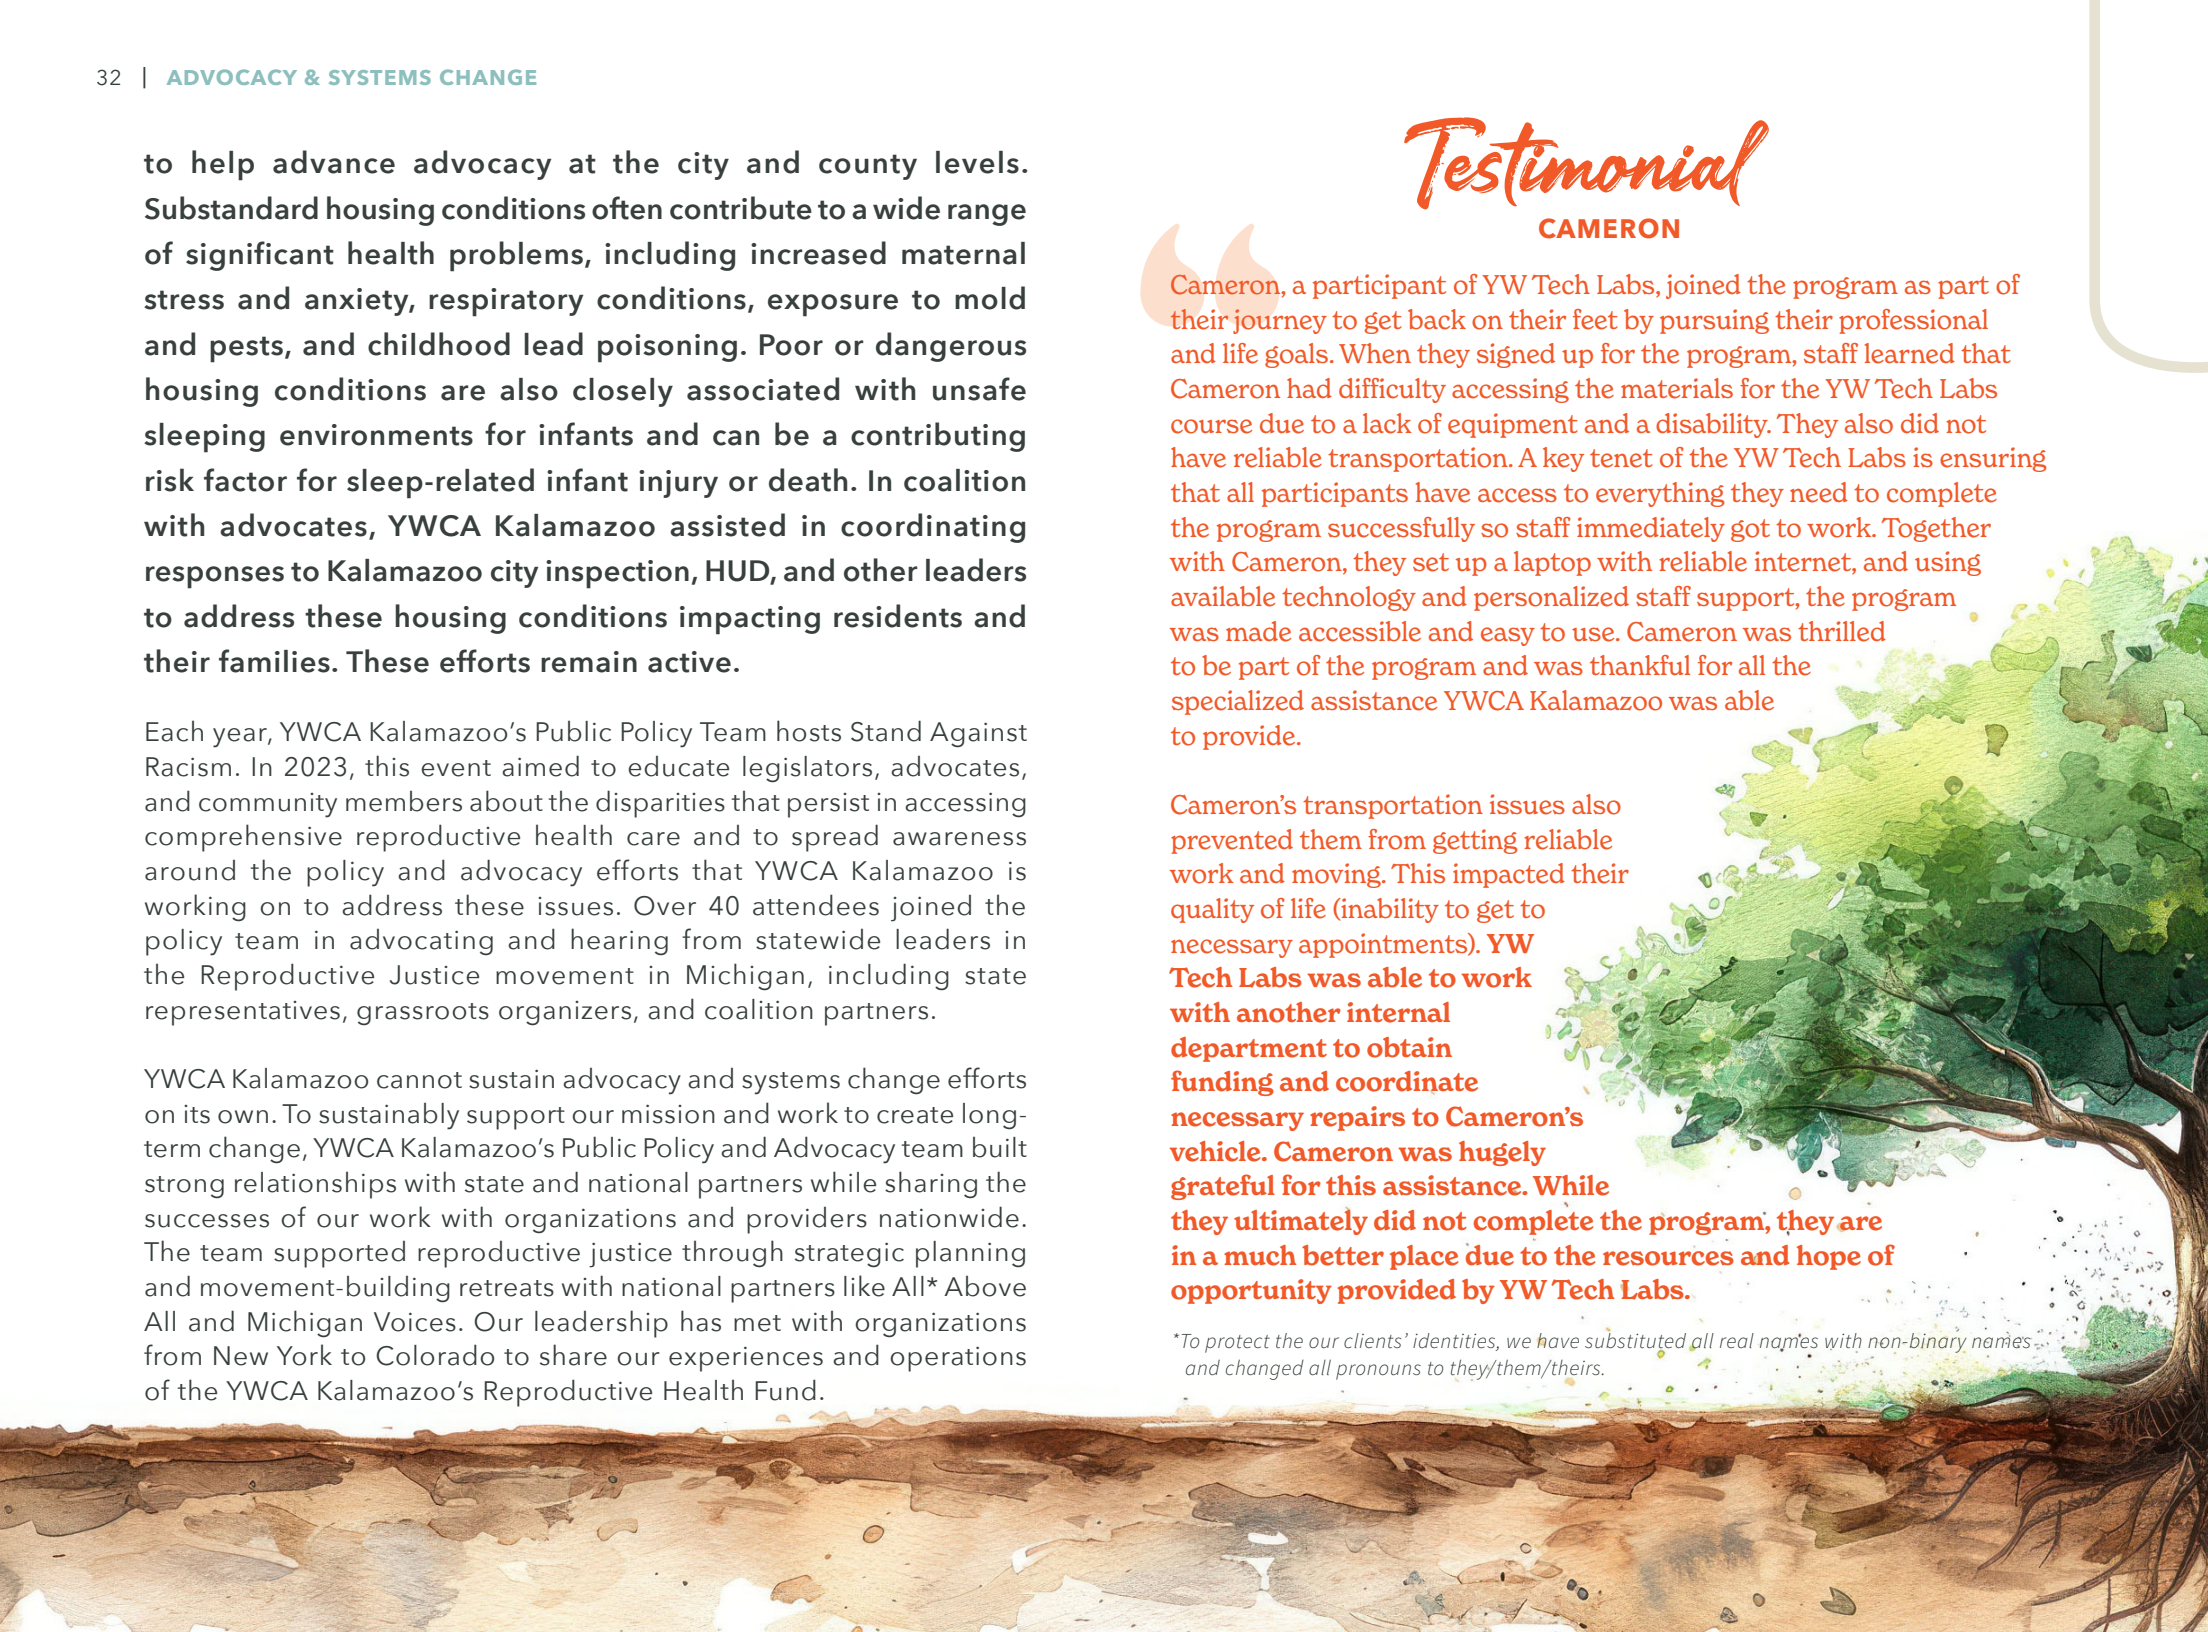 32 | ADVOCACY & SYSTEMS CHANGE
to help advance advocacy at the city and county levels.
Substandard housing conditions often contribute to a wide range
of significant health problems, including increased maternal
stress and anxiety, respiratory conditions, exposure to mold
and pests, and childhood lead poisoning. Poor or dangerous
housing conditions are also closely associated with unsafe
sleeping environments for infants and can be a contributing
risk factor for sleep-related infant injury or death. In coalition
with advocates, YWCA Kalamazoo assisted in coordinating
responses to Kalamazoo city inspection, HUD, and other leaders
to address these housing conditions impacting residents and
their families. These efforts remain active.
Each year, YWCA Kalamazoo’s Public Policy Team hosts Stand Against
Racism. In 2023, this event aimed to educate legislators, advocates,
and community members about the disparities that persist in accessing
comprehensive reproductive health care and to spread awareness
around the policy and advocacy efforts that YWCA Kalamazoo is
working on to address these issues. Over 40 attendees joined the
policy team in advocating and hearing from statewide leaders in
the Reproductive Justice movement in Michigan, including state
representatives, grassroots organizers, and coalition partners.
YWCA Kalamazoo cannot sustain advocacy and systems change efforts
on its own. To sustainably support our mission and work to create long-
term change, YWCA Kalamazoo’s Public Policy and Advocacy team built
strong relationships with state and national partners while sharing the
successes of our work with organizations and providers nationwide.
The team supported reproductive justice through strategic planning
and movement-building retreats with national partners like All* Above
All and Michigan Voices. Our leadership has met with organizations
from New York to Colorado to share our experiences and operations
of the YWCA Kalamazoo’s Reproductive Health Fund.
Testimonial
CAMERON
Cameron, a participant of YW Tech Labs, joined the program as part of
their journey to get back on their feet by pursuing their professional
and life goals. When they signed up for the program, staff learned that
Cameron had difficulty accessing the materials for the YW Tech Labs
course due to a lack of equipment and a disability. They also did not
have reliable transportation. A key tenet of the YW Tech Labs is ensuring
that all participants have access to everything they need to complete
the program successfully so staff immediately got to work. Together
with Cameron, they set up a laptop with reliable internet, and using
available technology and personalized staff support, the program
was made accessible and easy to use. Cameron was thrilled
to be part of the program and was thankful for all the
specialized assistance YWCA Kalamazoo was able
to provide.
Cameron’s transportation issues also
prevented them from getting reliable
work and moving. This impacted their
quality of life (inability to get to
necessary appointments). YW
Tech Labs was able to work
with another internal
department to obtain
funding and coordinate
necessary repairs to Cameron’s
vehicle. Cameron was hugely
grateful for this assistance. While
they ultimately did not complete the program, they are
in a much better place due to the resources and hope of
opportunity provided by YW Tech Labs.
*To protect the our clients’ identities, we have substituted all real names with non-binary names
and changed all pronouns to they/them/theirs.